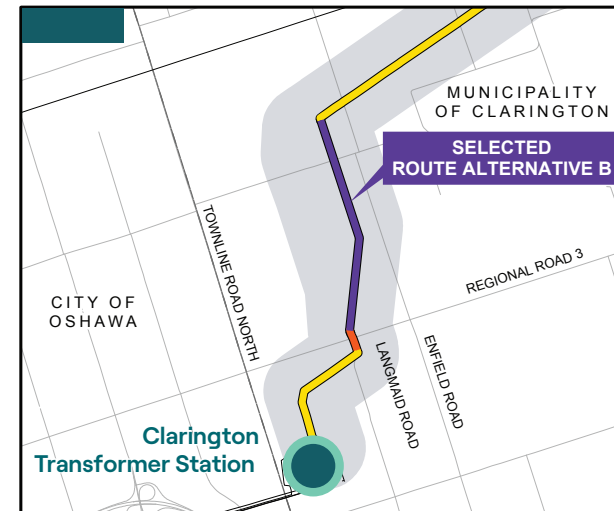 MUNICIPALITY
OF CLARINGTON
SELECTED
ROUTE ALTERNATIVE B
TOWNLINE ROAD NORTH
REGIONAL ROAD 3
CITY OF
OSHAWA
LANGMAID ROAD
ENFIELD ROAD
Clarington
Transformer Station